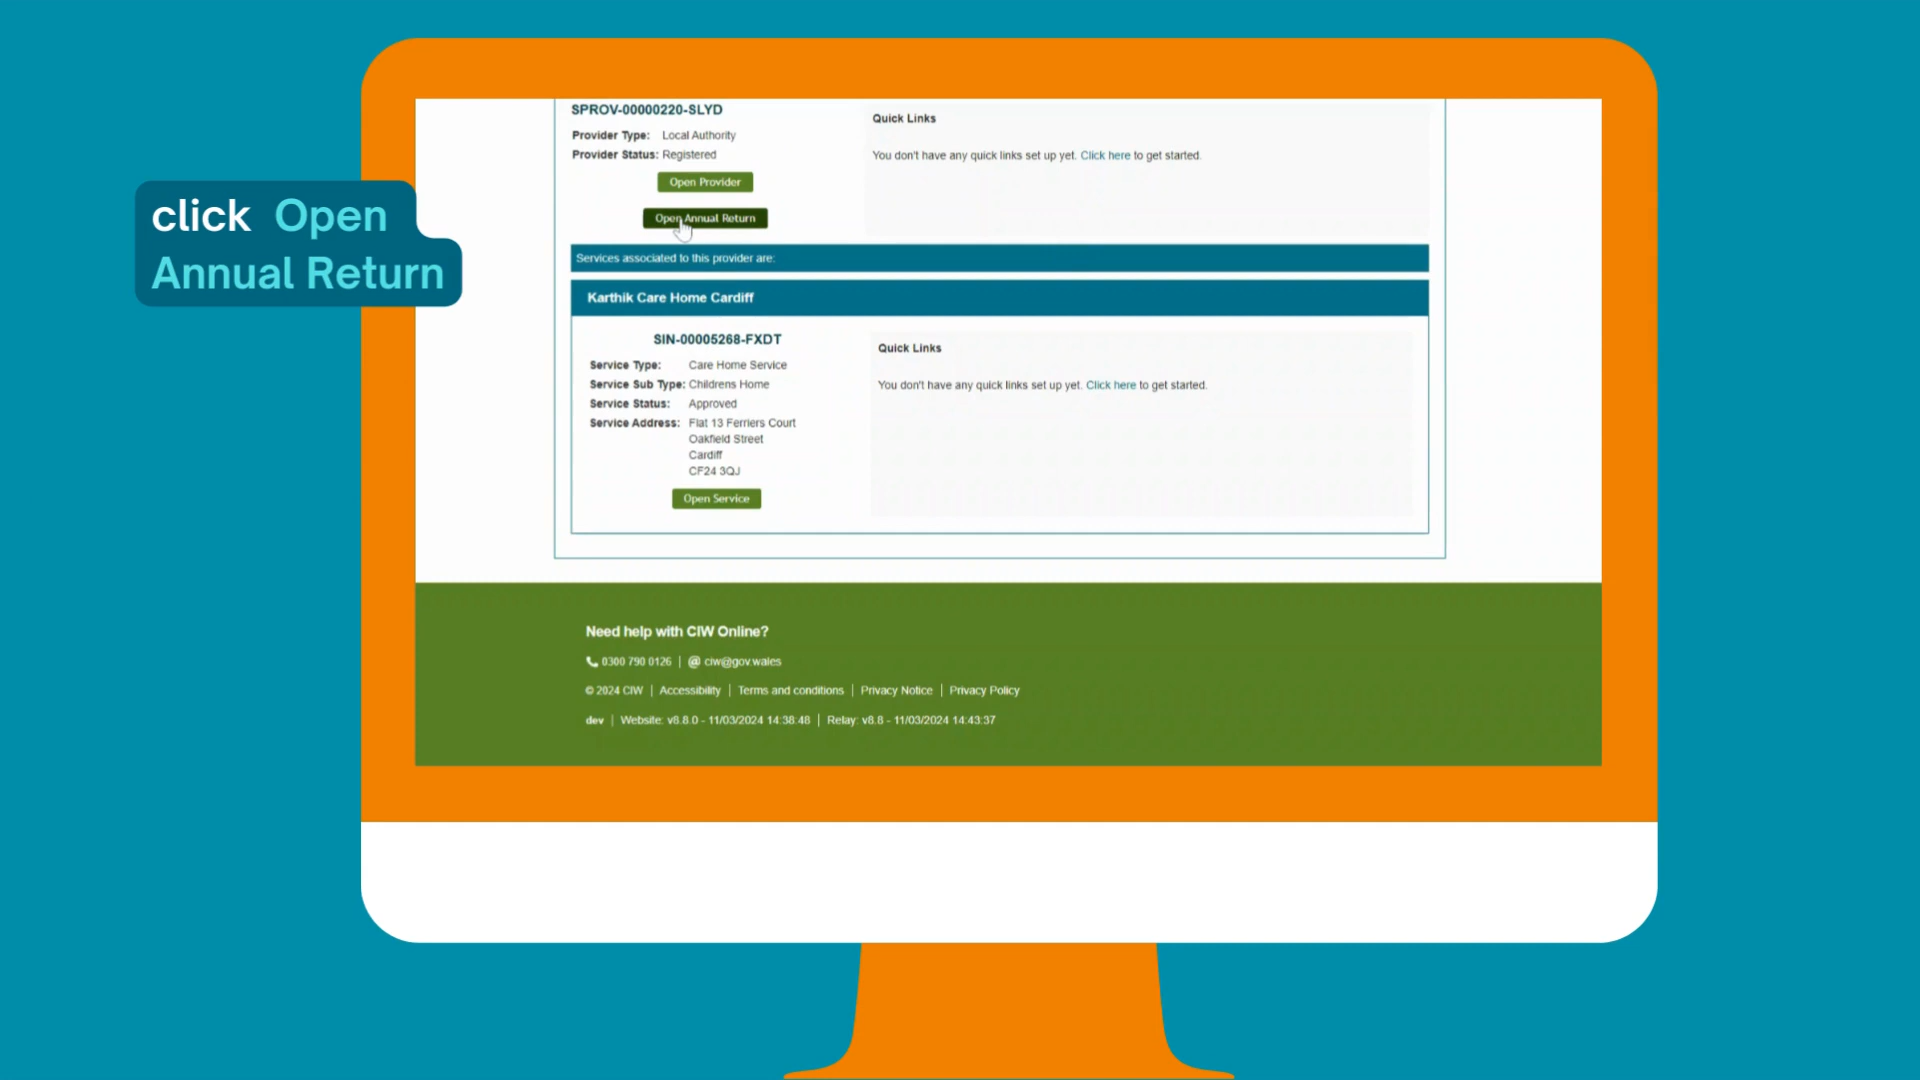 click Open
Annual Return
SPROV-00000220-SLYD
Provider Type: Local Authority
Provider Status: Registered
Open Provider
Open Annual Return
Quick Links
You don't have any quick links set up yet. Click here to get started.
Services associated to this provider are:
Karthik Care Home Cardiff
SIN-00005268-FXDT
Service Type: Care Home Service
Service Sub Type: Childrens Home
Service Status: Approved
Service Address: Flat 13 Ferriers Court
Oakfield Street
Cardiff
CF24 3QJ
Open Service
Quick Links
You don't have any quick links set up yet. Click here to get started.
Need help with CIW Online?
0300 790 0126 | @ ciw@gov.wales
© 2024 CIW | Accessibility | Terms and conditions | Privacy Notice | Privacy Policy
dev | Website: v8.8.0 - 11/03/2024 14:38:48 | Relay: v8.8 - 11/03/2024 14:43:37